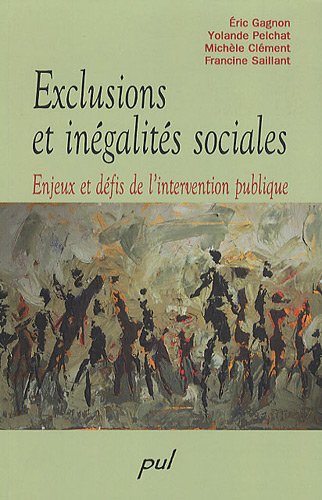 Éric Gagnon
Yolande Pelchat
Michèle Clément
Francine Saillant
Exclusions
et inégalités sociales
Enjeux et défis de l'intervention publique
pul